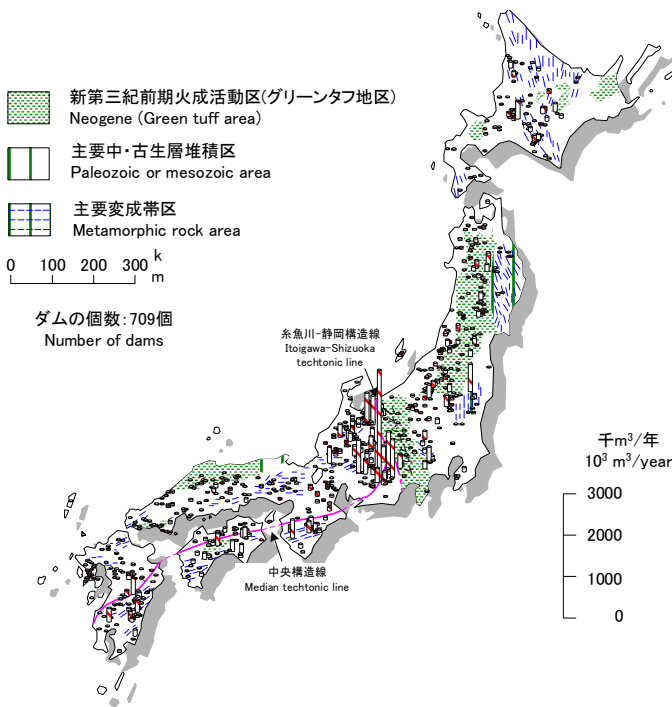 新第三紀前期火成活動区(グリーンタフ地区)
Neogene (Green tuff area)
主要中・古生層堆積区
Paleozoic or mesozoic area
主要変成帯区
Metamorphic rock area
0 100 200 300 k
m
ダムの個数:709個
Number of dams
糸魚川-静岡構造線
Itoigawa-Shizuoka
techtonic line
千m³/年
10³ m³/year
3000
2000
1000
0
中央構造線
Median techtonic line